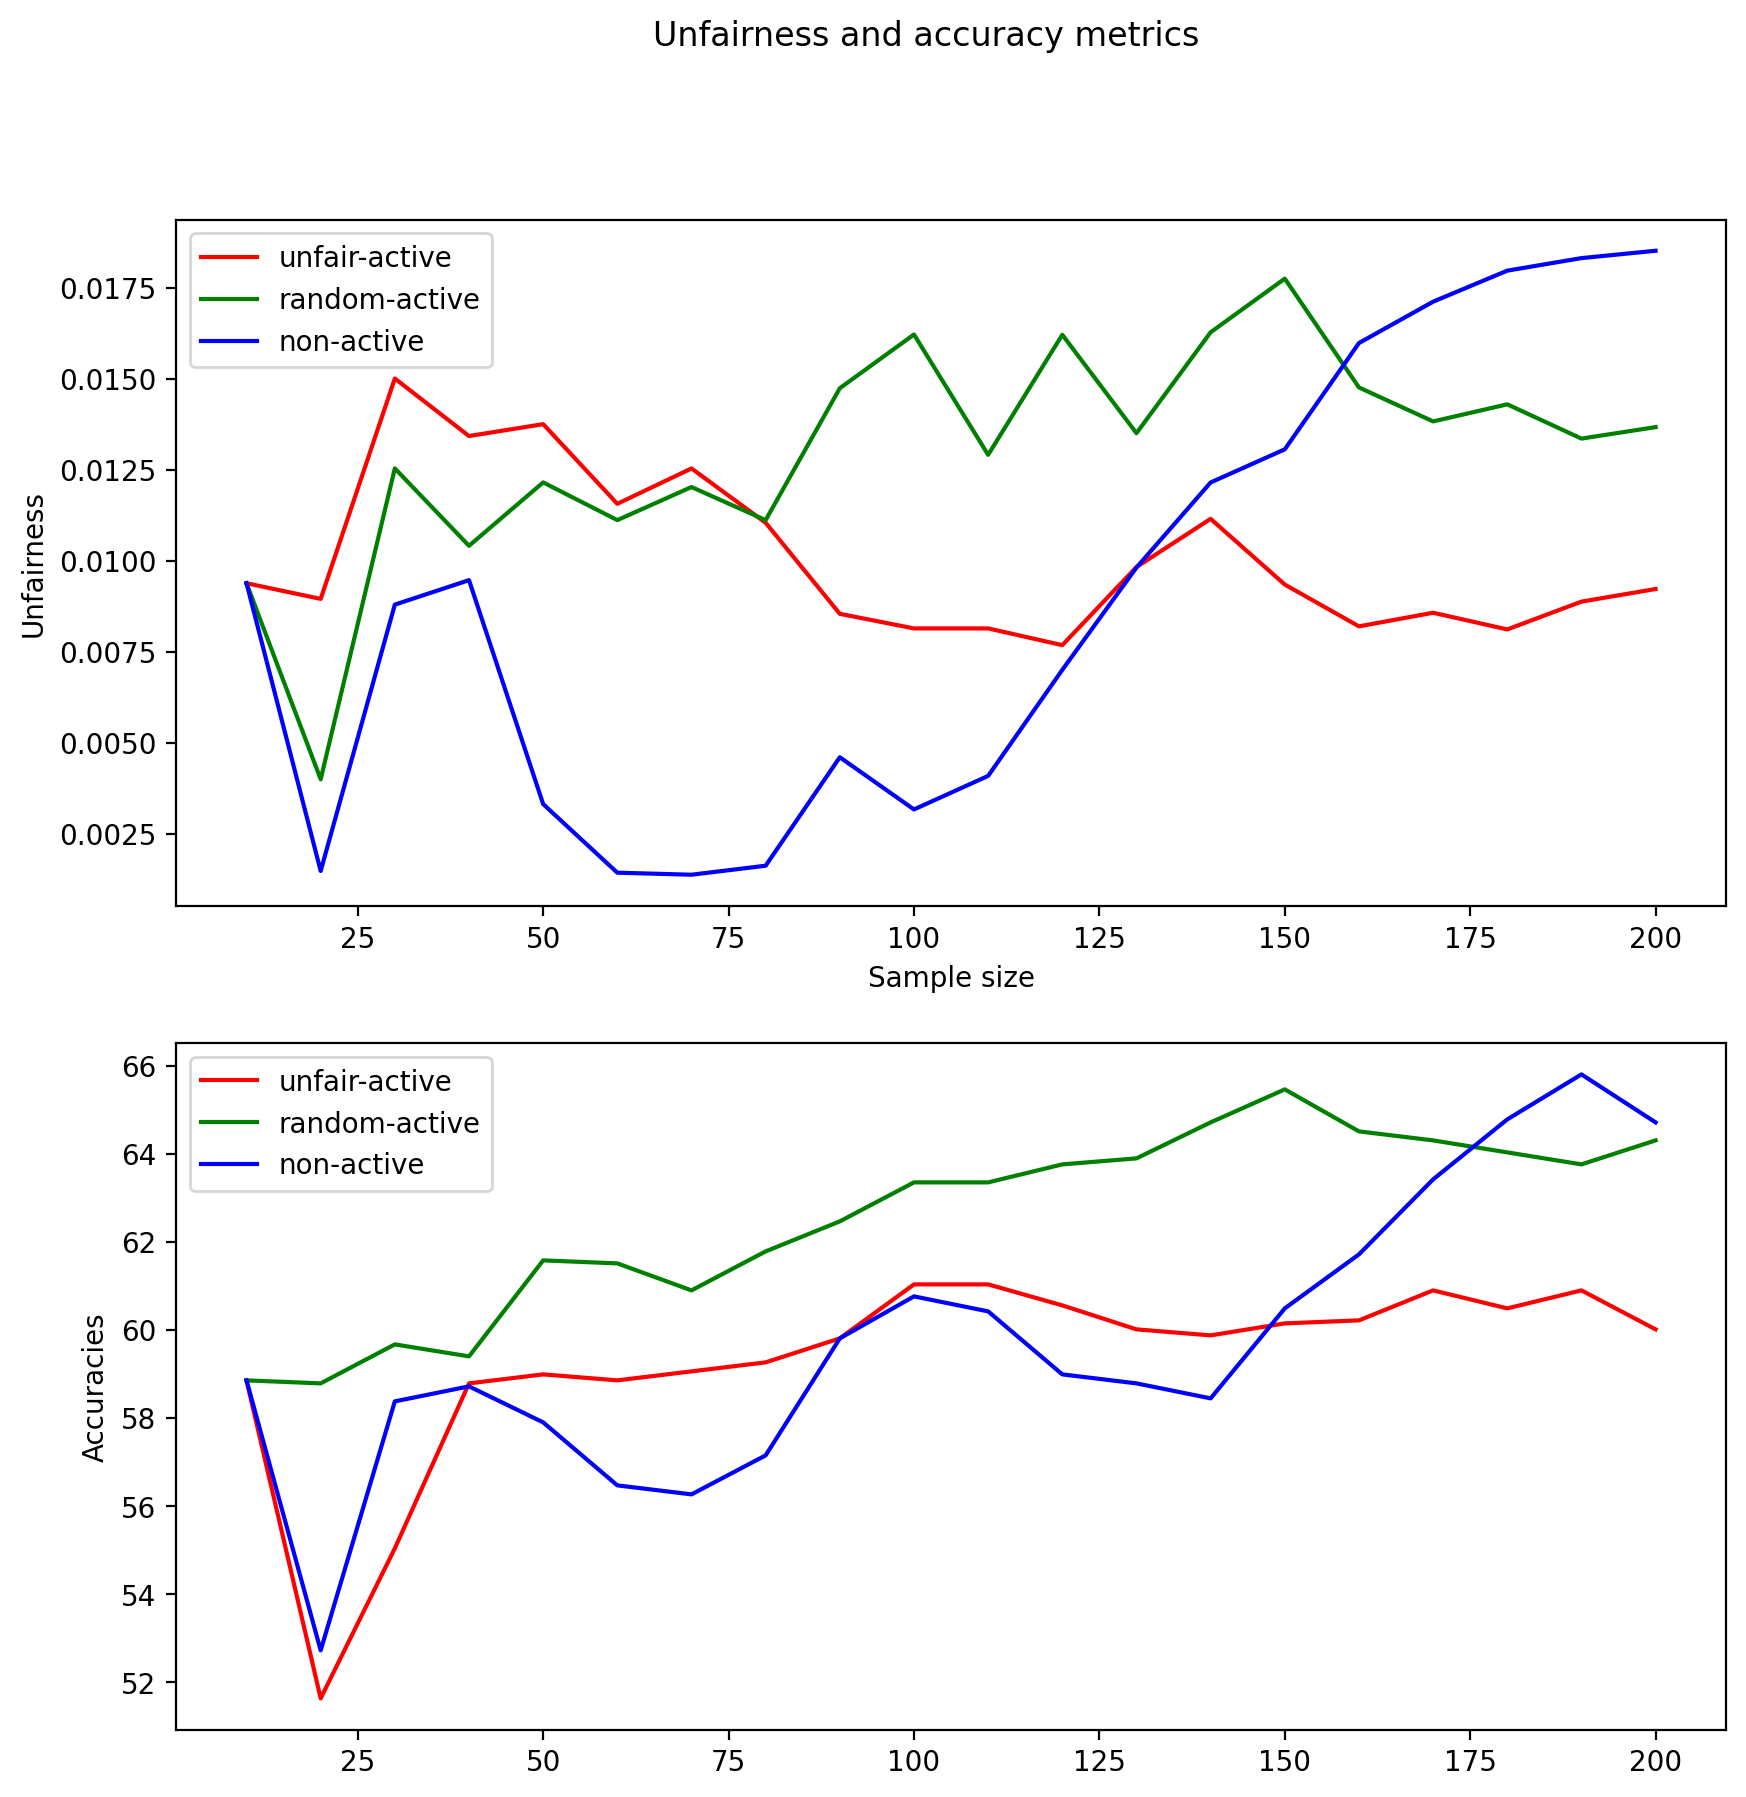 Unfairness and accuracy metrics
unfair-active
random-active
non-active
0.0175
0.0150
0.0125
0.0100
0.0075
0.0050
0.0025
Unfairness
25 50 75 100 125 150 175 200
Sample size
unfair-active
random-active
non-active
66
64
62
60
58
56
54
52
Accuracies
25 50 75 100 125 150 175 200